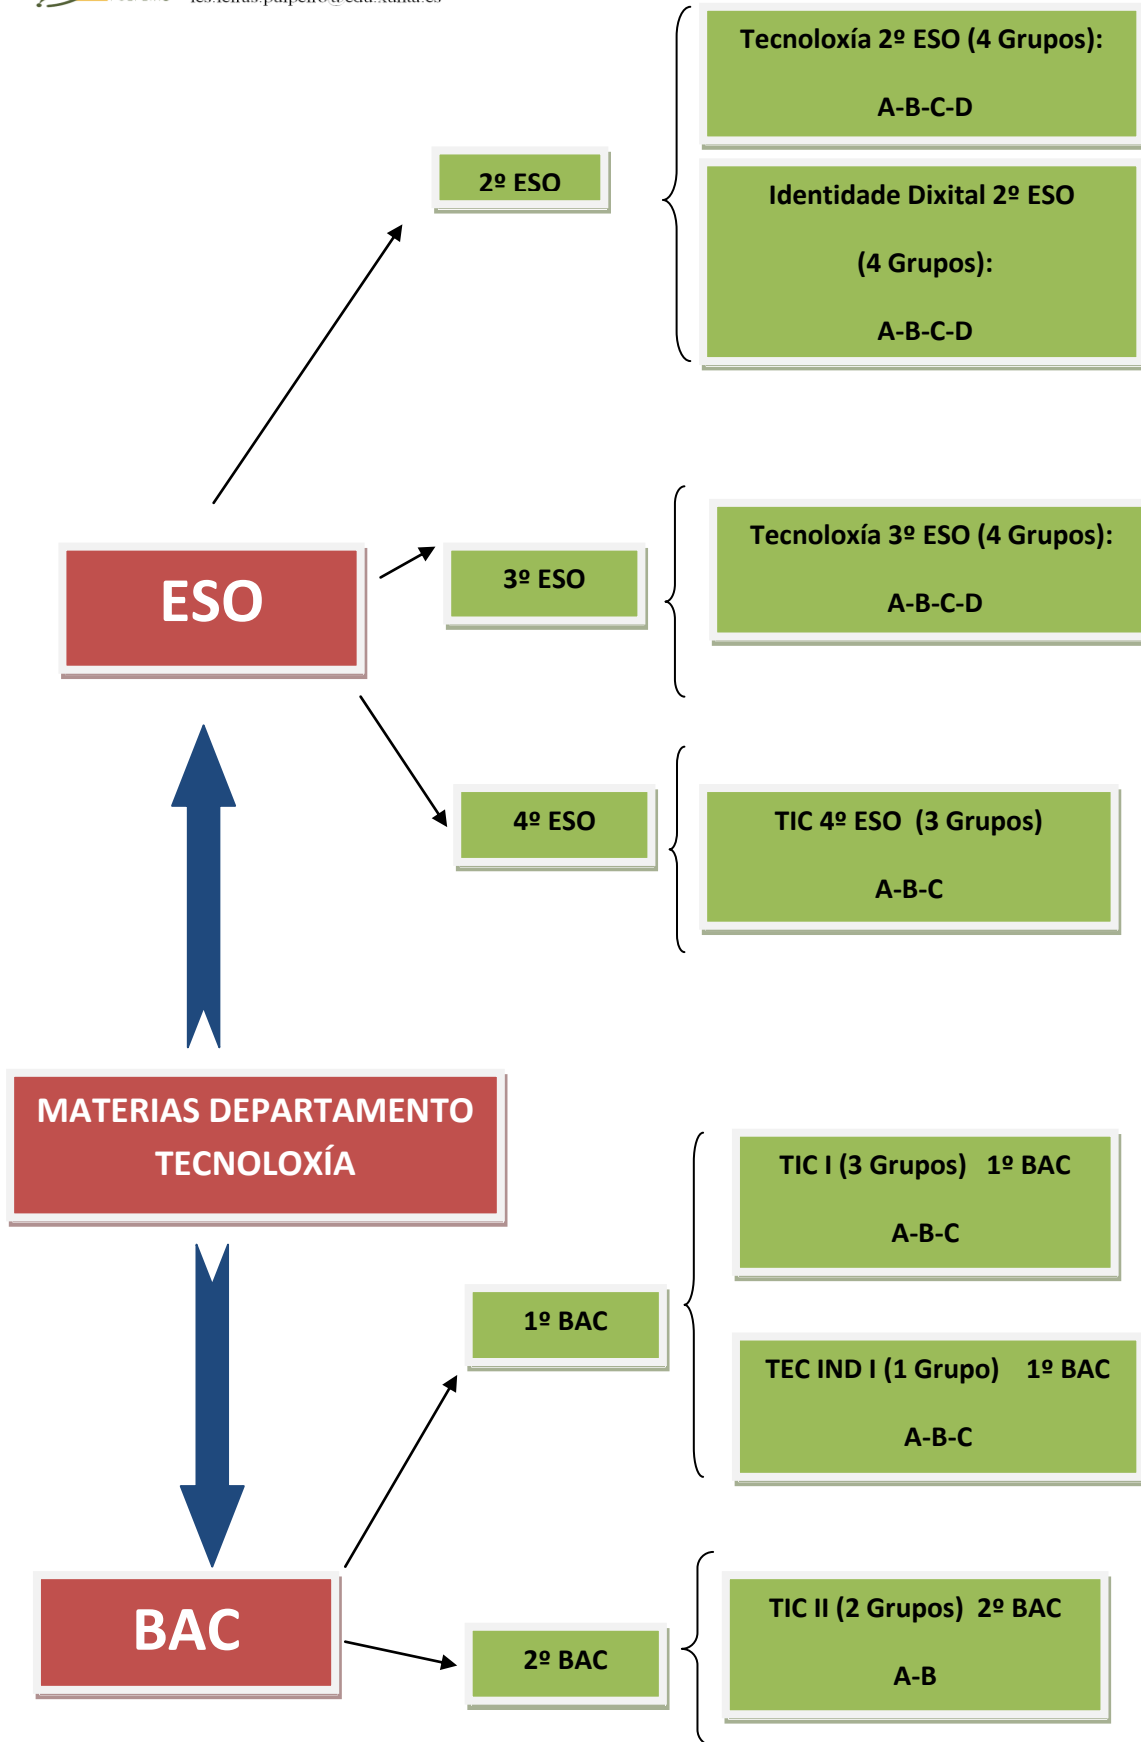 Tecnoloxía 2º ESO (4 Grupos):
A-B-C-D
2º ESO
Identidade Dixital 2º ESO
(4 Grupos):
A-B-C-D
Tecnoloxía 3º ESO (4 Grupos):
A-B-C-D
3º ESO
ESO
4º ESO
TIC 4º ESO (3 Grupos)
A-B-C
MATERIAS DEPARTAMENTO
TECNOLOXÍA
TIC I (3 Grupos) 1º BAC
A-B-C
1º BAC
TEC IND I (1 Grupo) 1º BAC
A-B-C
BAC
2º BAC
TIC II (2 Grupos) 2º BAC
A-B